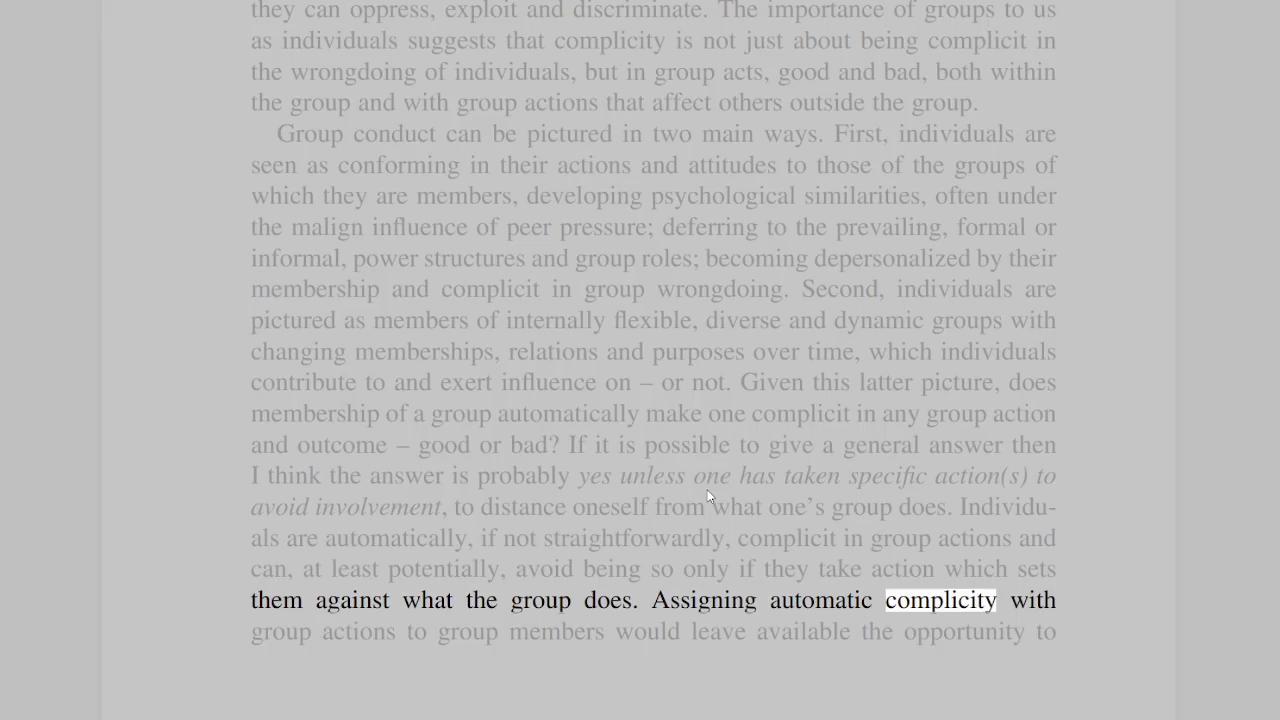 they can oppress, exploit and discriminate. The importance of groups to us
as individuals suggests that complicity is not just about being complicit in
the wrongdoing of individuals, but in group acts, good and bad, both within
the group and with group actions that affect others outside the group.
Group conduct can be pictured in two main ways. First, individuals are
seen as conforming in their actions and attitudes to those of the groups of
which they are members, developing psychological similarities, often under
the malign influence of peer pressure; deferring to the prevailing, formal or
informal, power structures and group roles; becoming depersonalized by their
membership and complicit in group wrongdoing. Second, individuals are
pictured as members of internally flexible, diverse and dynamic groups with
changing memberships, relations and purposes over time, which individuals
contribute to and exert influence on – or not. Given this latter picture, does
membership of a group automatically make one complicit in any group action
and outcome – good or bad? If it is possible to give a general answer then
I think the answer is probably yes unless one has taken specific action(s) to
avoid involvement, to distance oneself from what one’s group does. Individu-
als are automatically, if not straightforwardly, complicit in group actions and
can, at least potentially, avoid being so only if they take action which sets
them against what the group does. Assigning automatic complicity with
group actions to group members would leave available the opportunity to